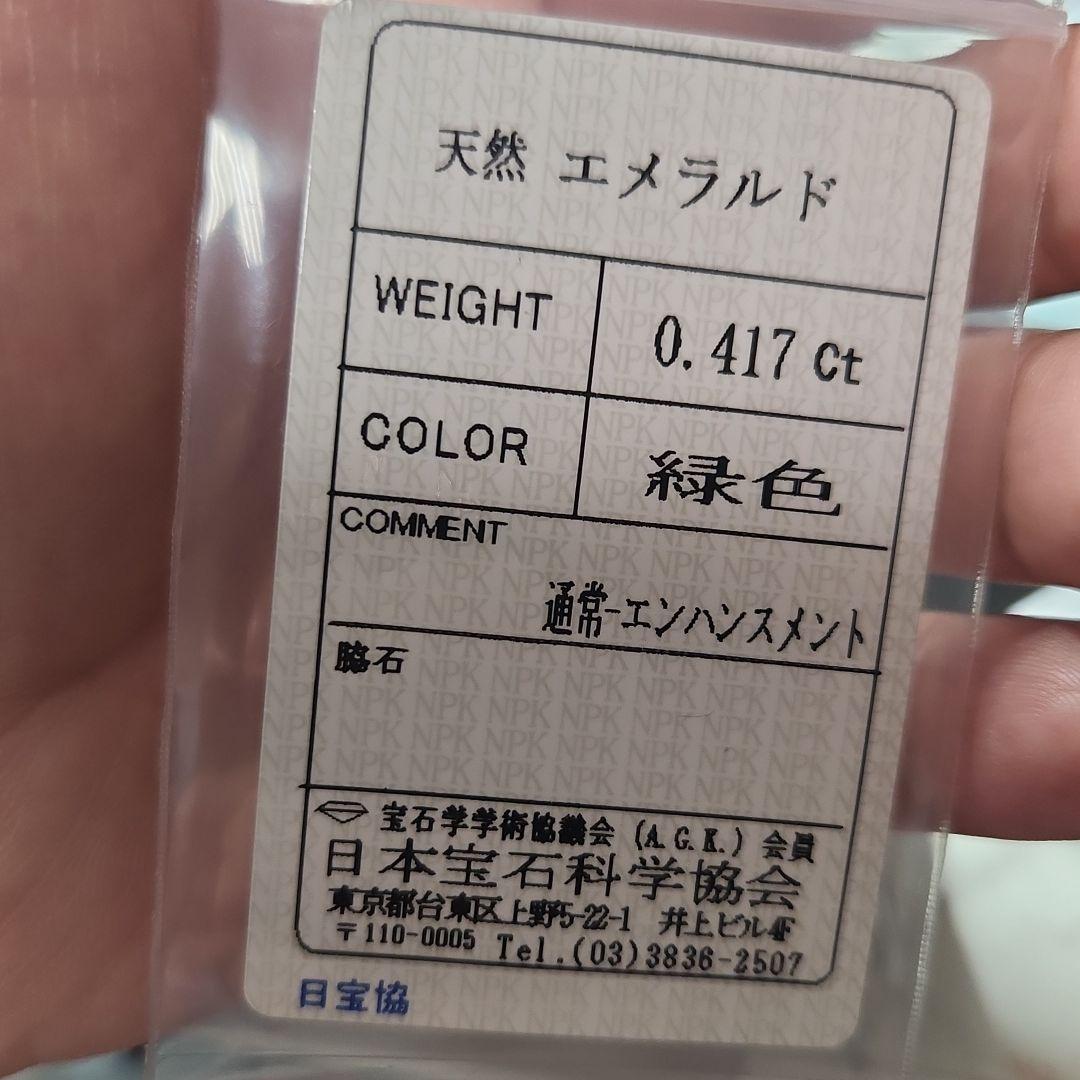 天然 エメラルド
WEIGHT 0.417 ct
COLOR 緑色
COMMENT
通常-エンハンスメント
脇石
宝石学学術協議会 (A.G.K.) 会員
日本宝石科学協会
東京都台東区上野5-22-1 井上ビル4F
〒110-0005 Tel.(03)3836-2507
日宝協